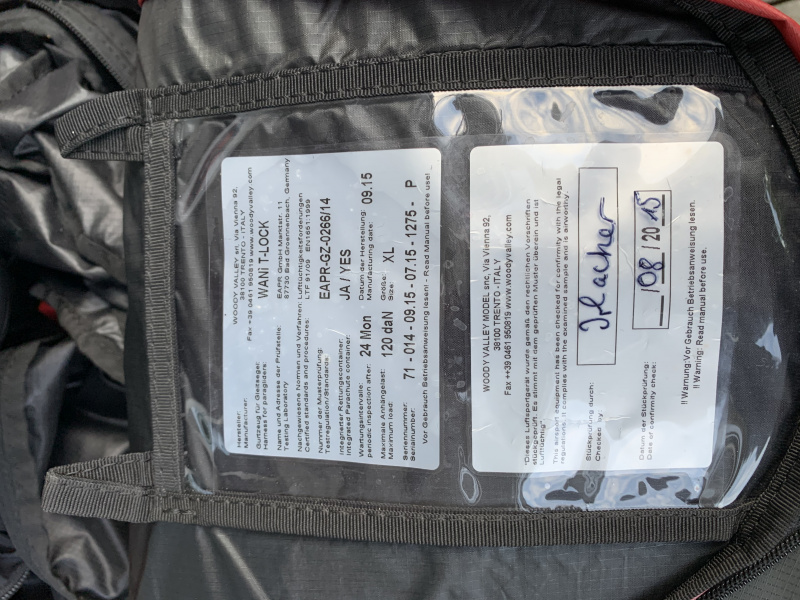 Hersteller: WOODY VALLEY srl, via Vienna 92,
Manufacturer: 38100 TRENTO - ITALY
Fax +39 0461 950819 www.woodyvalley.com
Gurtzeug für Gleitsegel:
Harness for paragliders: WANI T-LOCK
Name und Adresse der Prüfstelle: EAPR GmbH Marktstr. 11
Testing Laboratory 87730 Bad Groenenbach, Germany
Nachgewiesene Normen und Verfahren: Luftüchtigkeitsforderungen
Certified standards and procedures: LTF 91/09 EN1651:1999
Nummer der Musterprüfung:
Testregulation/Standards EAPR-GZ-0266/14
Integrierter Rettungscontainer:
Integrated Parachute container: JA / YES
Wartungsintervalle: 24 Mon Datum der Herstellung: 09.15
periodic inspection after: Manufacturing date:
Maximale Anhängelast: 120 daN Größe: XL
Maximum load: Size:
Seriennummer:
Serialnumber: 71 - 014 - 09.15 - 07.15 - 1275 - P
Vor Gebrauch Betriebsanweisung lesen! - Read Manual before use!
WOODY VALLEY MODEL snc, Via Vienna 92,
38100 TRENTO - ITALY
Fax ++39 0461 950819 www.woodyvalley.com
"Dieses Luftsportgerät wurde gemäß den rechtlichen Vorschriften
stückgeprüft. Es stimmt mit dem geprüften Muster überein und ist
Lufttüchtig"
This airsport equipment has been checked for confirmity with the legal
regulations. It complies with the examined sample and is airworthy.
Stückprüfung durch:
Checked by:
Datum der Stückprüfung: 08 / 20 15
Date of confirmity check:
!! Warnung:Vor Gebrauch Betriebsanweisung lesen.
!! Warning. Read manual before use.